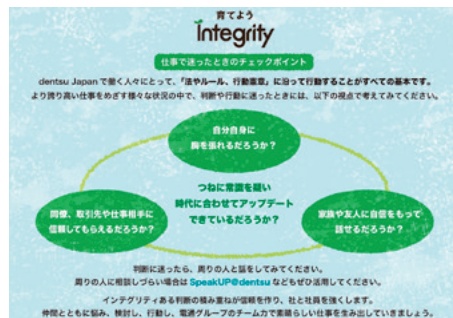 育てよう
integrity
仕事で迷ったときのチェックポイント
dentsu Japanで働く人々にとって、「法やルール、行動憲章」に沿って行動することがすべての基本です。
より誇り高い仕事をめざす様々な状況の中で、判断や行動に迷ったときには、以下の視点で考えてみてください。
自分自身に
胸を張れるだろうか？
つねに常識を疑い
時代に合わせてアップデート
できているだろうか？
同僚、取引先や仕事相手に
信頼してもらえるだろうか？
家族や友人に自信をもって
話せるだろうか？
判断に迷ったら、周りの人と話をしてみてください。
周りの人に相談しづらい場合は SpeakUP@dentsu などもぜひ活用してください。
インテグリティある判断の積み重ねが信頼を作り、社と社員を強くします。
仲間とともに悩み、検討し、行動し、電通グループのチーム力で素晴らしい仕事を生み出していきましょう。